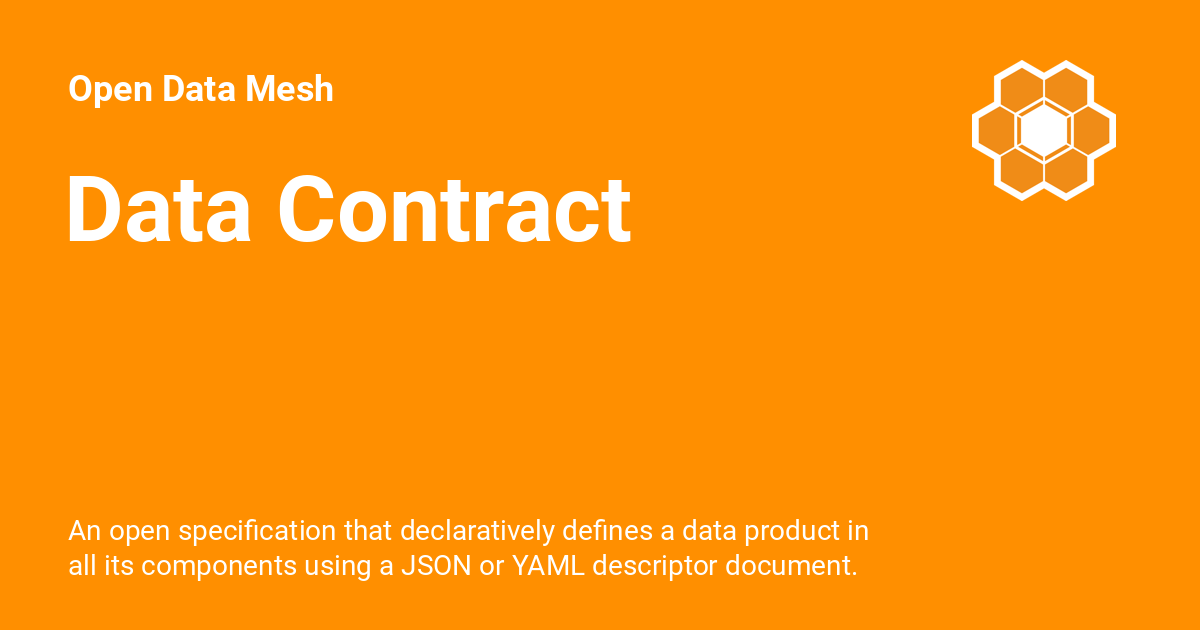 Open Data Mesh
Data Contract
An open specification that declaratively defines a data product in
all its components using a JSON or YAML descriptor document.